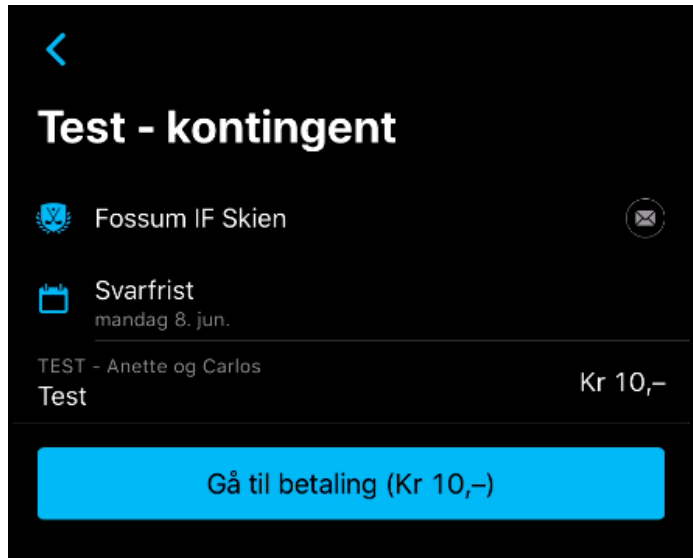 Test - kontingent
Fossum IF Skien
Svarfrist
mandag 8. jun.
TEST - Anette og Carlos
Test
Kr 10,–
Gå til betaling (Kr 10,–)